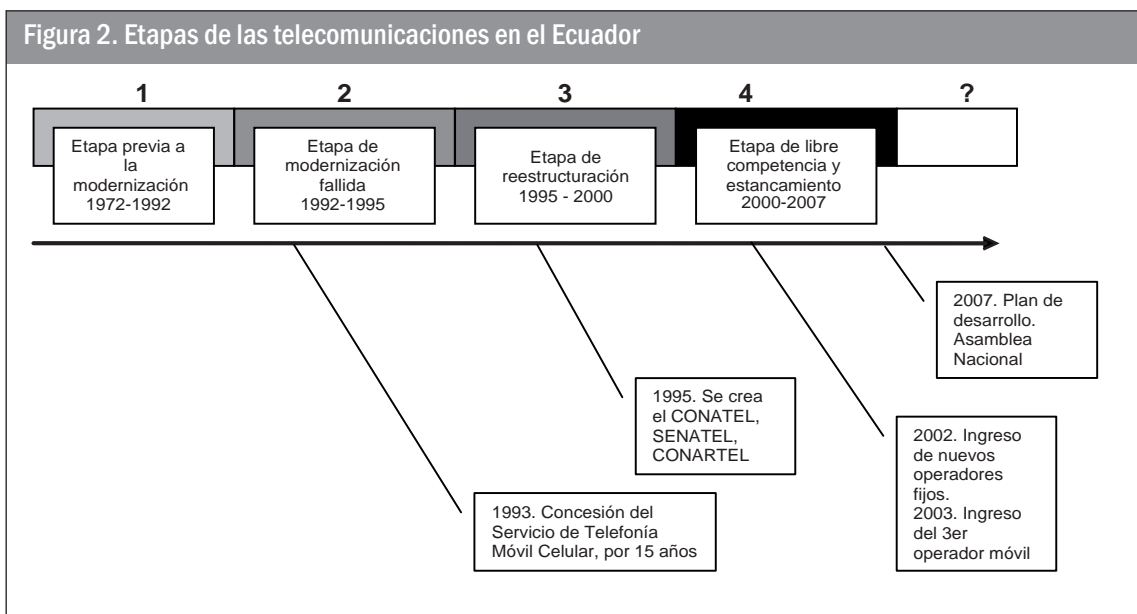 Figura 2. Etapas de las telecomunicaciones en el Ecuador
1
2
3
4
?
Etapa previa a
la
modernización
1972-1992
Etapa de
modernización
fallida
1992-1995
Etapa de
reestructuración
1995 - 2000
Etapa de libre
competencia y
estancamiento
2000-2007
2007. Plan de
desarrollo.
Asamblea
Nacional
1995. Se crea
el CONATEL,
SENATEL,
CONARTEL
2002. Ingreso
de nuevos
operadores
fijos.
2003. Ingreso
del 3er
operador móvil
1993. Concesión del
Servicio de Telefonía
Móvil Celular, por 15 años